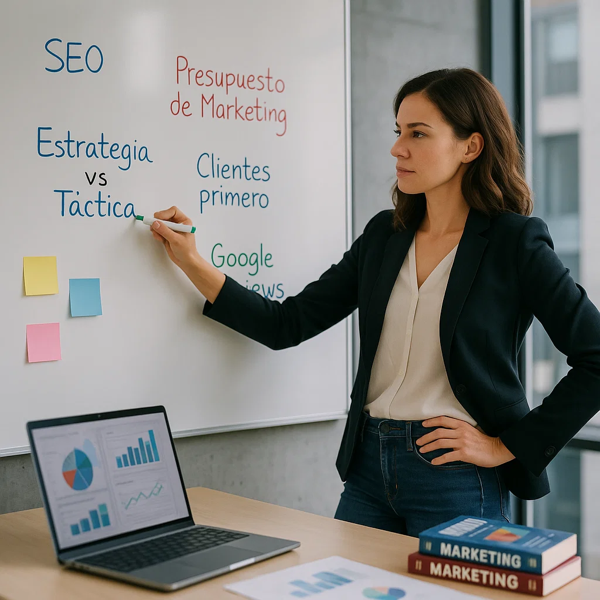 SEO
Presupuesto
de Marketing
Estrategia
vs
Táctica
Clientes
primero
Google
MARKETING
MARKETING